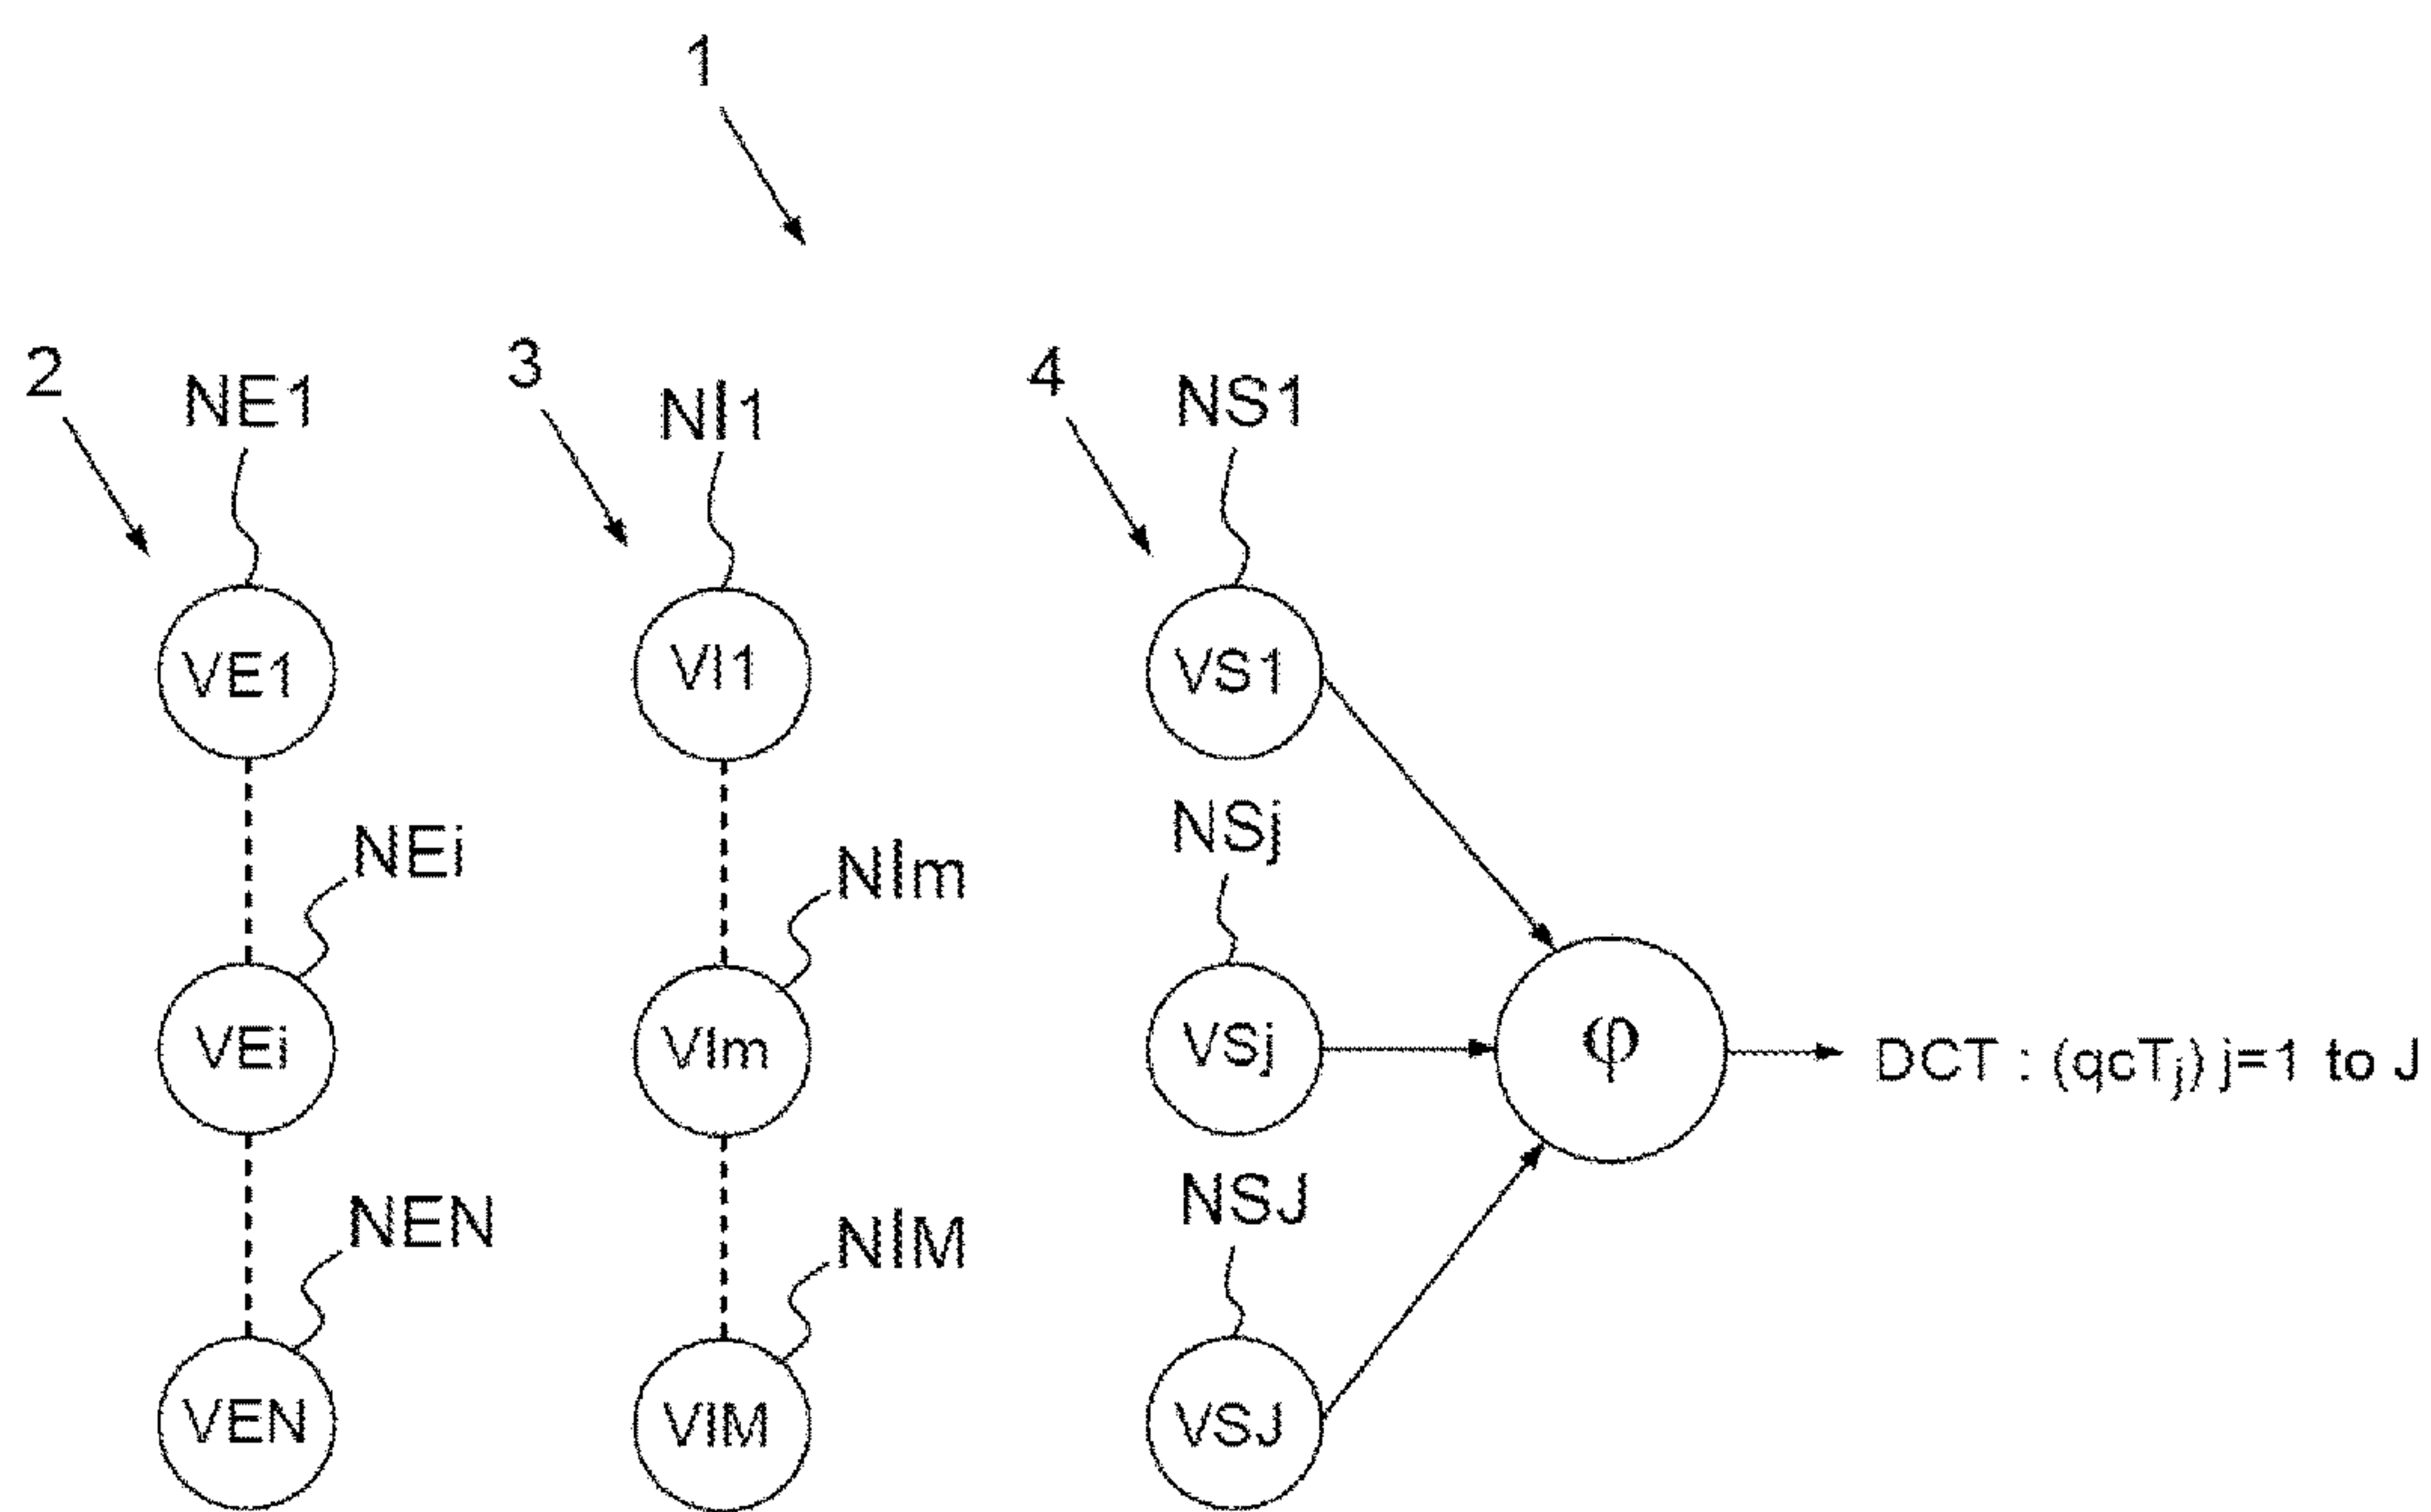 1
2
NE1
3
NI1
4
NS1
VE1
VI1
VS1
NEi
NIm
NSj
VEi
VIm
VSj
φ
DCT : (qcTj) j=1 to J
NEN
NIM
NSJ
VEN
VIM
VSJ